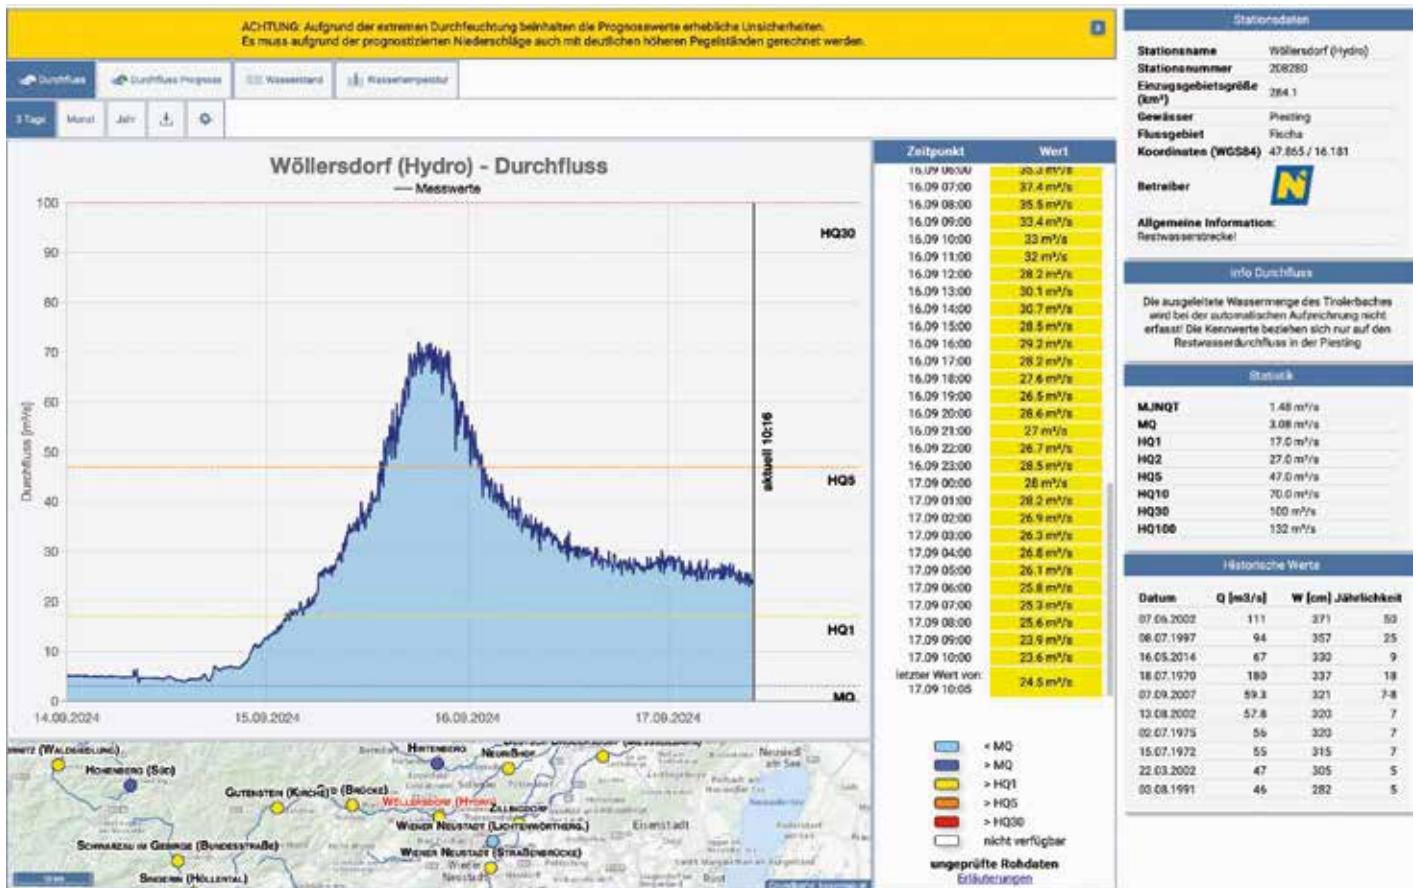 ACHTUNG: Aufgrund der extremen Durchfeuchtung beinhalten die Prognosewerte erhebliche Unsicherheiten.
Es muss aufgrund der prognostizierten Niederschläge auch mit deutlichen höheren Pegelständen gerechnet werden.
x
Durchfluss
Durchfluss Prognose
Wasserstand
Wassertemperatur
3 Tage
Monat
Jahr
Wöllersdorf (Hydro) - Durchfluss
Messwerte
Durchfluss [m³/s]
100
90
80
70
60
50
40
30
20
10
0
HQ30
HQ5
HQ1
MQ
aktuell 10:16
14.09.2024
15.09.2024
16.09.2024
17.09.2024
Zeitpunkt Wert
16.09 06:00 35.3 m³/s
16.09 07:00 37.4 m³/s
16.09 08:00 35.5 m³/s
16.09 09:00 33.4 m³/s
16.09 10:00 33 m³/s
16.09 11:00 32 m³/s
16.09 12:00 28.2 m³/s
16.09 13:00 30.1 m³/s
16.09 14:00 30.7 m³/s
16.09 15:00 28.5 m³/s
16.09 16:00 29.2 m³/s
16.09 17:00 28.2 m³/s
16.09 18:00 27.6 m³/s
16.09 19:00 26.5 m³/s
16.09 20:00 28.6 m³/s
16.09 21:00 27 m³/s
16.09 22:00 26.7 m³/s
16.09 23:00 28.5 m³/s
17.09 00:00 28 m³/s
17.09 01:00 28.2 m³/s
17.09 02:00 26.9 m³/s
17.09 03:00 26.3 m³/s
17.09 04:00 26.8 m³/s
17.09 05:00 26.1 m³/s
17.09 06:00 25.8 m³/s
17.09 07:00 25.3 m³/s
17.09 08:00 25.6 m³/s
17.09 09:00 23.9 m³/s
17.09 10:00 23.6 m³/s
letzter Wert von:
17.09 10:05 24.5 m³/s
< MQ
> MQ
> HQ1
> HQ5
> HQ30
nicht verfügbar
ungeprüfte Rohdaten
Erläuterungen
Stationsdaten
Stationsname Wöllersdorf (Hydro)
Stationsnummer 208280
Einzugsgebietsgröße
(km²) 284.1
Gewässer Piesting
Flussgebiet Fischa
Koordinaten (WGS84) 47.865 / 16.181
Betreiber N
Allgemeine Information:
Restwasserstrecke!
Info Durchfluss
Die ausgeleitete Wassermenge des Tirolerbaches
wird bei der automatischen Aufzeichnung nicht
erfasst! Die Kennwerte beziehen sich nur auf den
Restwasserdurchfluss in der Piesting
Statistik
MJNQT 1.48 m³/s
MQ 3.08 m³/s
HQ1 17.0 m³/s
HQ2 27.0 m³/s
HQ5 47.0 m³/s
HQ10 70.0 m³/s
HQ30 100 m³/s
HQ100 132 m³/s
Historische Werte
Datum Q [m3/s] W [cm] Jährlichkeit
07.06.2002 111 371 50
08.07.1997 94 357 25
16.05.2014 67 330 9
18.07.1970 180 337 18
07.09.2007 59.3 321 7-8
13.08.2002 57.8 320 7
02.07.1975 56 320 7
15.07.1972 55 315 7
22.03.2002 47 305 5
03.08.1991 46 282 5
(WALDSIEDLUNG)
HOHENBERG (SÜD)
GUTENSTEIN (KIRCHE)
(BRÜCKE)
WÖLLERSDORF (HYDRO)
HIRTENBERG
NEURISSHOF
ZILLINGDORF
WIENER NEUSTADT (LICHTENWÖRTHERG.)
WIENER NEUSTADT (STRAßENBRÜCKE)
SCHWARZAU IM GEBIRGE (BUNDESSTRAßE)
SINGERIN (HÖLLENTAL)
Wiener
Neustadt
Eisenstadt
Neusiedl
am See
Rust
10 km